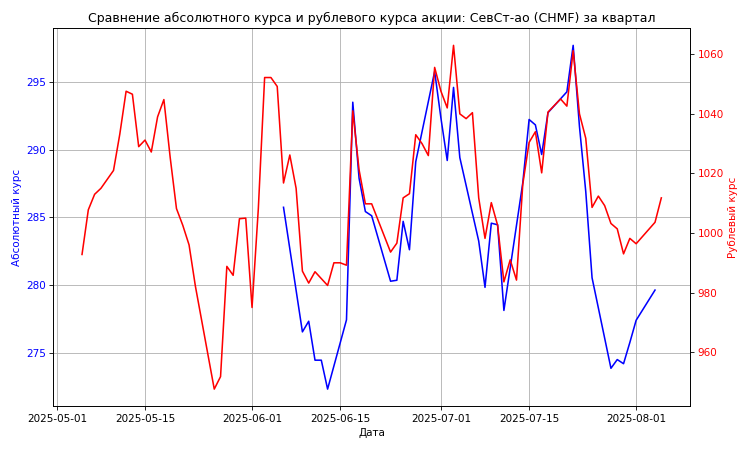 Сравнение абсолютного курса и рублевого курса акции: СевСт-ао (CHMF) за квартал
295
290
285
280
275
Абсолютный курс
1060
1040
1020
1000
980
960
Рублевый курс
2025-05-01 2025-05-15 2025-06-01 2025-06-15 2025-07-01 2025-07-15 2025-08-01
Дата